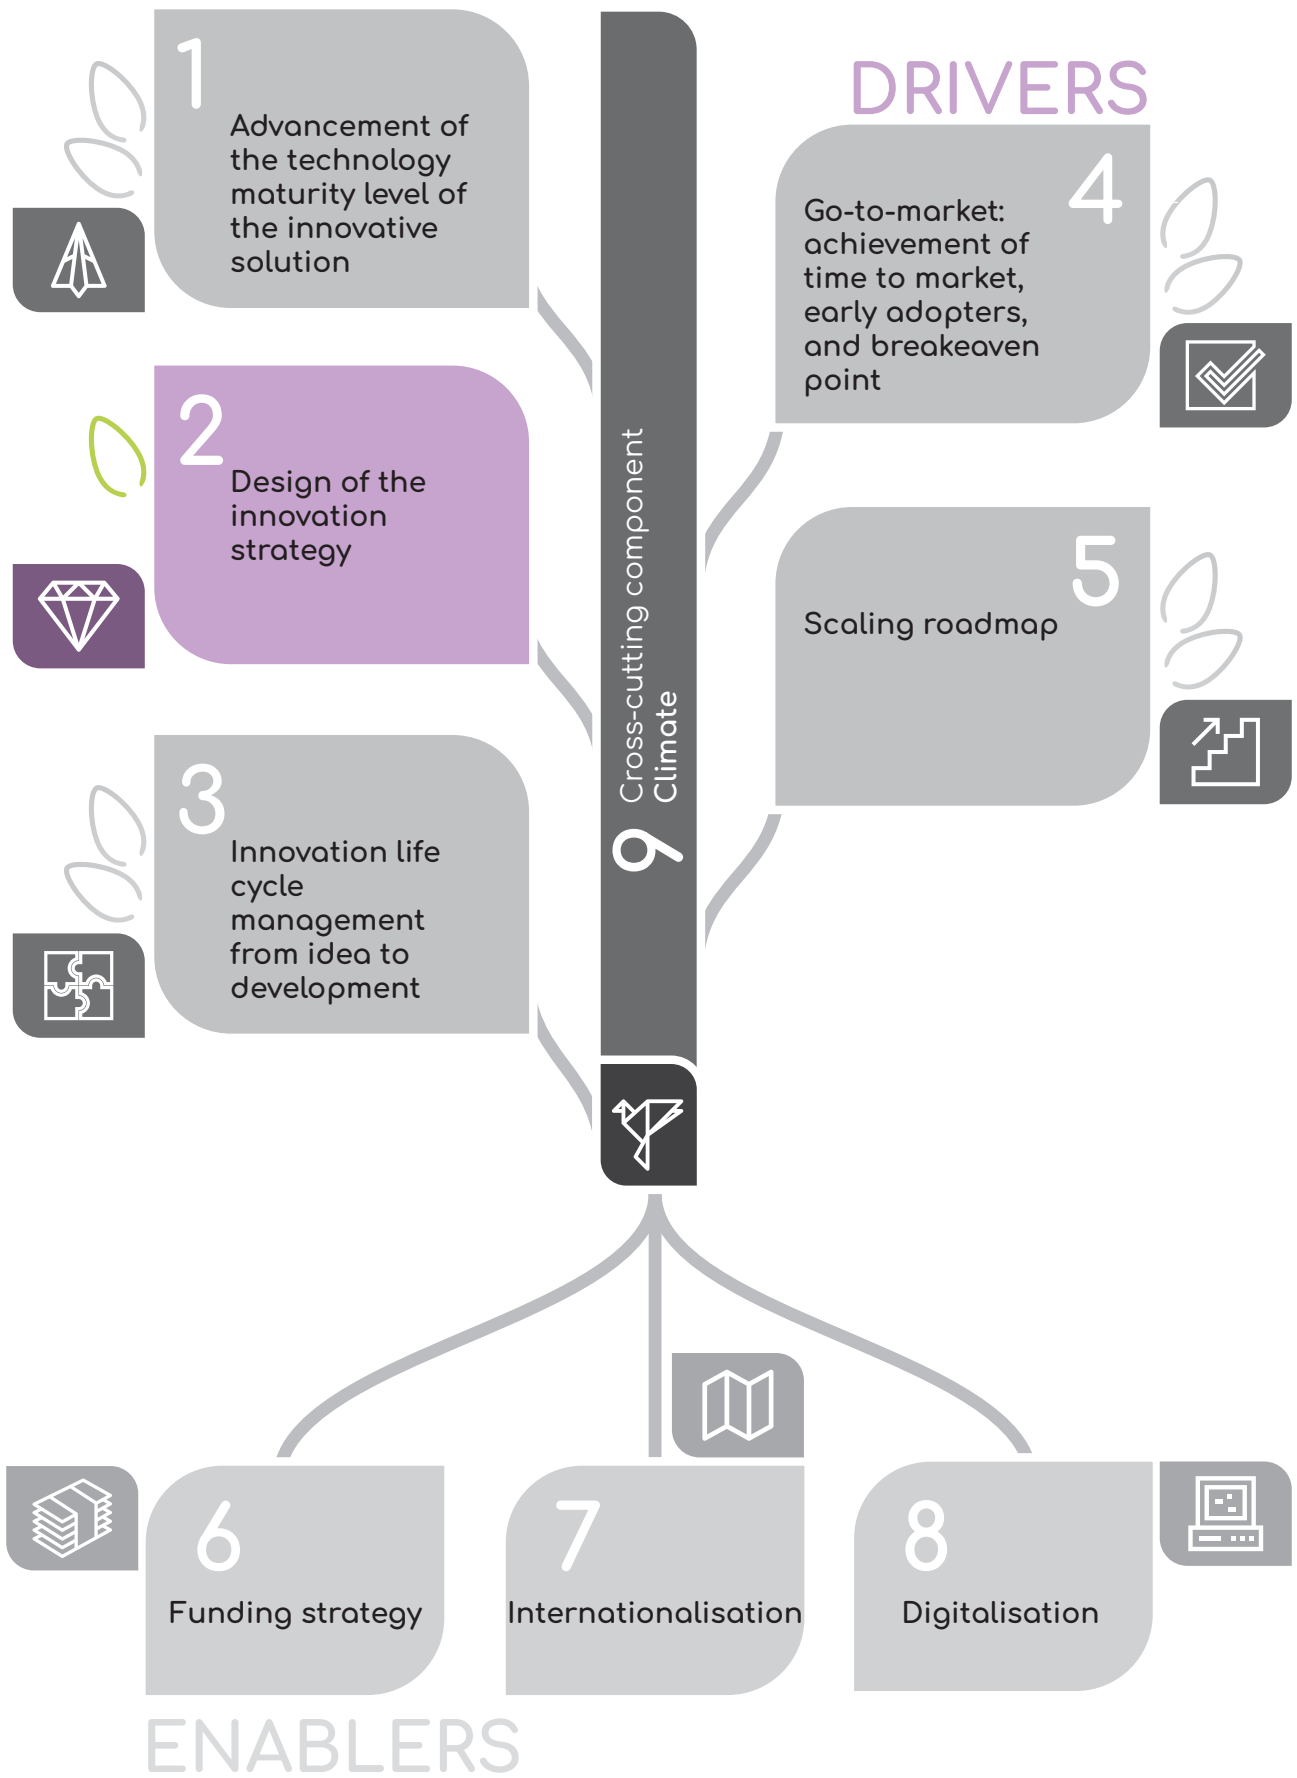 1
Advancement of
the technology
maturity level of
the innovative
solution
2
Design of the
innovation
strategy
3
Innovation life
cycle
management
from idea to
development
9
Cross-cutting component
Climate
DRIVERS
4
Go-to-market:
achievement of
time to market,
early adopters,
and breakeaven
point
5
Scaling roadmap
6
Funding strategy
7
Internationalisation
8
Digitalisation
ENABLERS